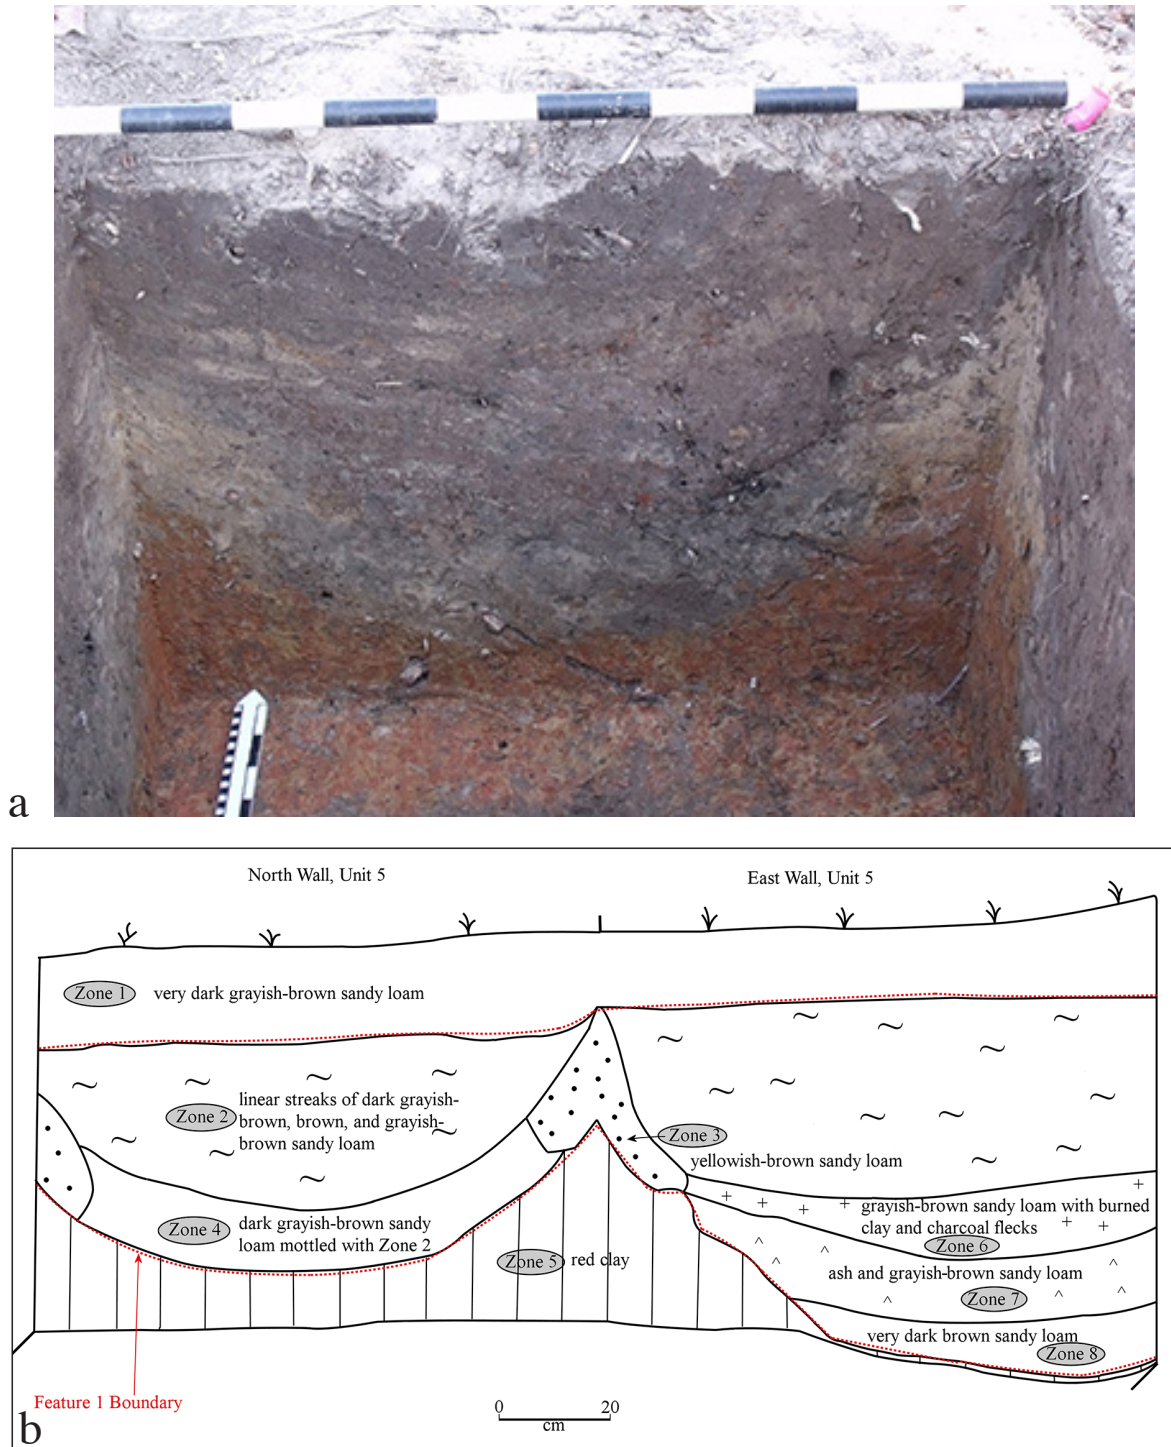 a
North Wall, Unit 5
East Wall, Unit 5
Zone 1
very dark grayish-brown sandy loam
Zone 2
linear streaks of dark grayish-
brown, brown, and grayish-
brown sandy loam
Zone 3
yellowish-brown sandy loam
Zone 4
dark grayish-brown sandy
loam mottled with Zone 2
Zone 5
red clay
grayish-brown sandy loam with burned
clay and charcoal flecks
Zone 6
ash and grayish-brown sandy loam
Zone 7
very dark brown sandy loam
Zone 8
Feature 1 Boundary
0 20
cm
b